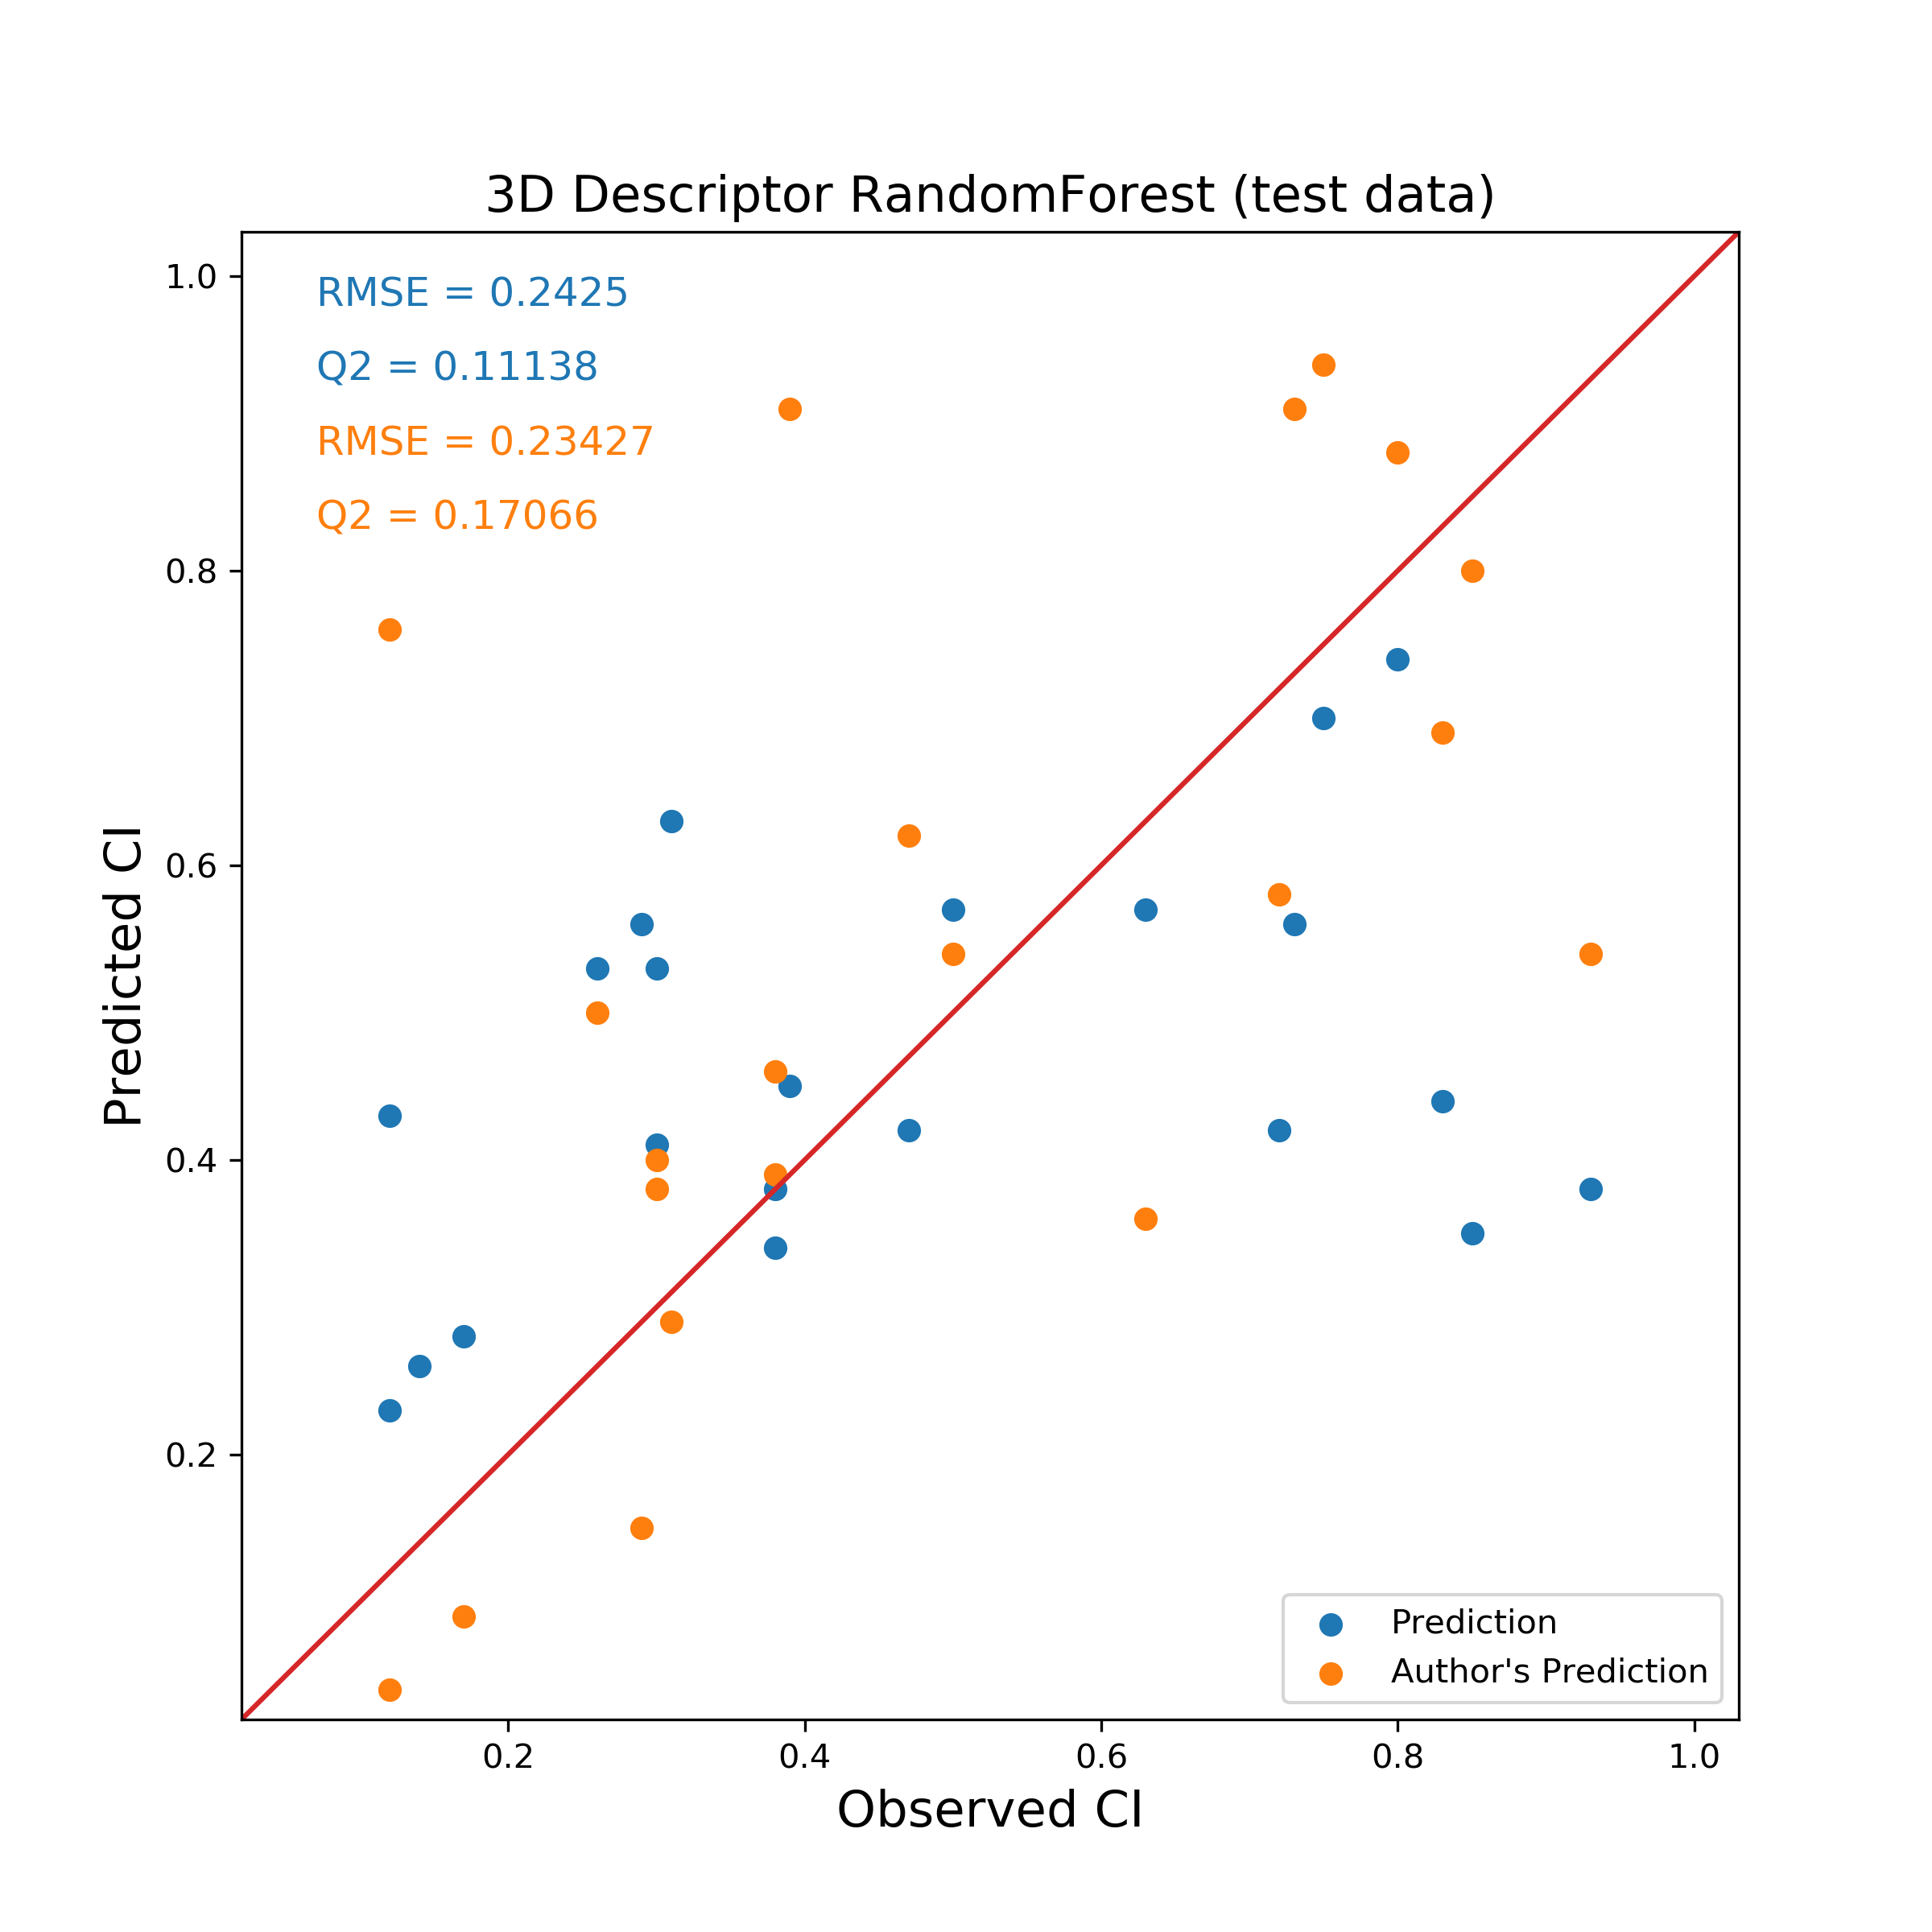 3D Descriptor RandomForest (test data)
RMSE = 0.2425
Q2 = 0.11138
RMSE = 0.23427
Q2 = 0.17066
1.0
0.8
0.6
0.4
0.2
Predicted CI
0.2
0.4
0.6
0.8
1.0
Observed CI
Prediction
Author's Prediction